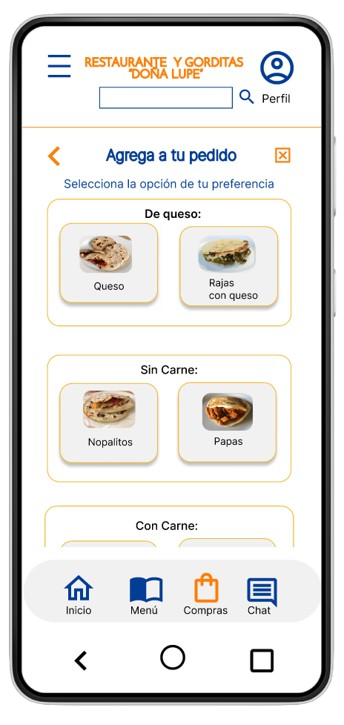 RESTAURANTE Y GORDITAS
"DOÑA LUPE"
Perfil
Agrega a tu pedido
Selecciona la opción de tu preferencia
De queso:
Queso
Rajas
con queso
Sin Carne:
Nopalitos
Papas
Con Carne:
Inicio
Menú
Compras
Chat